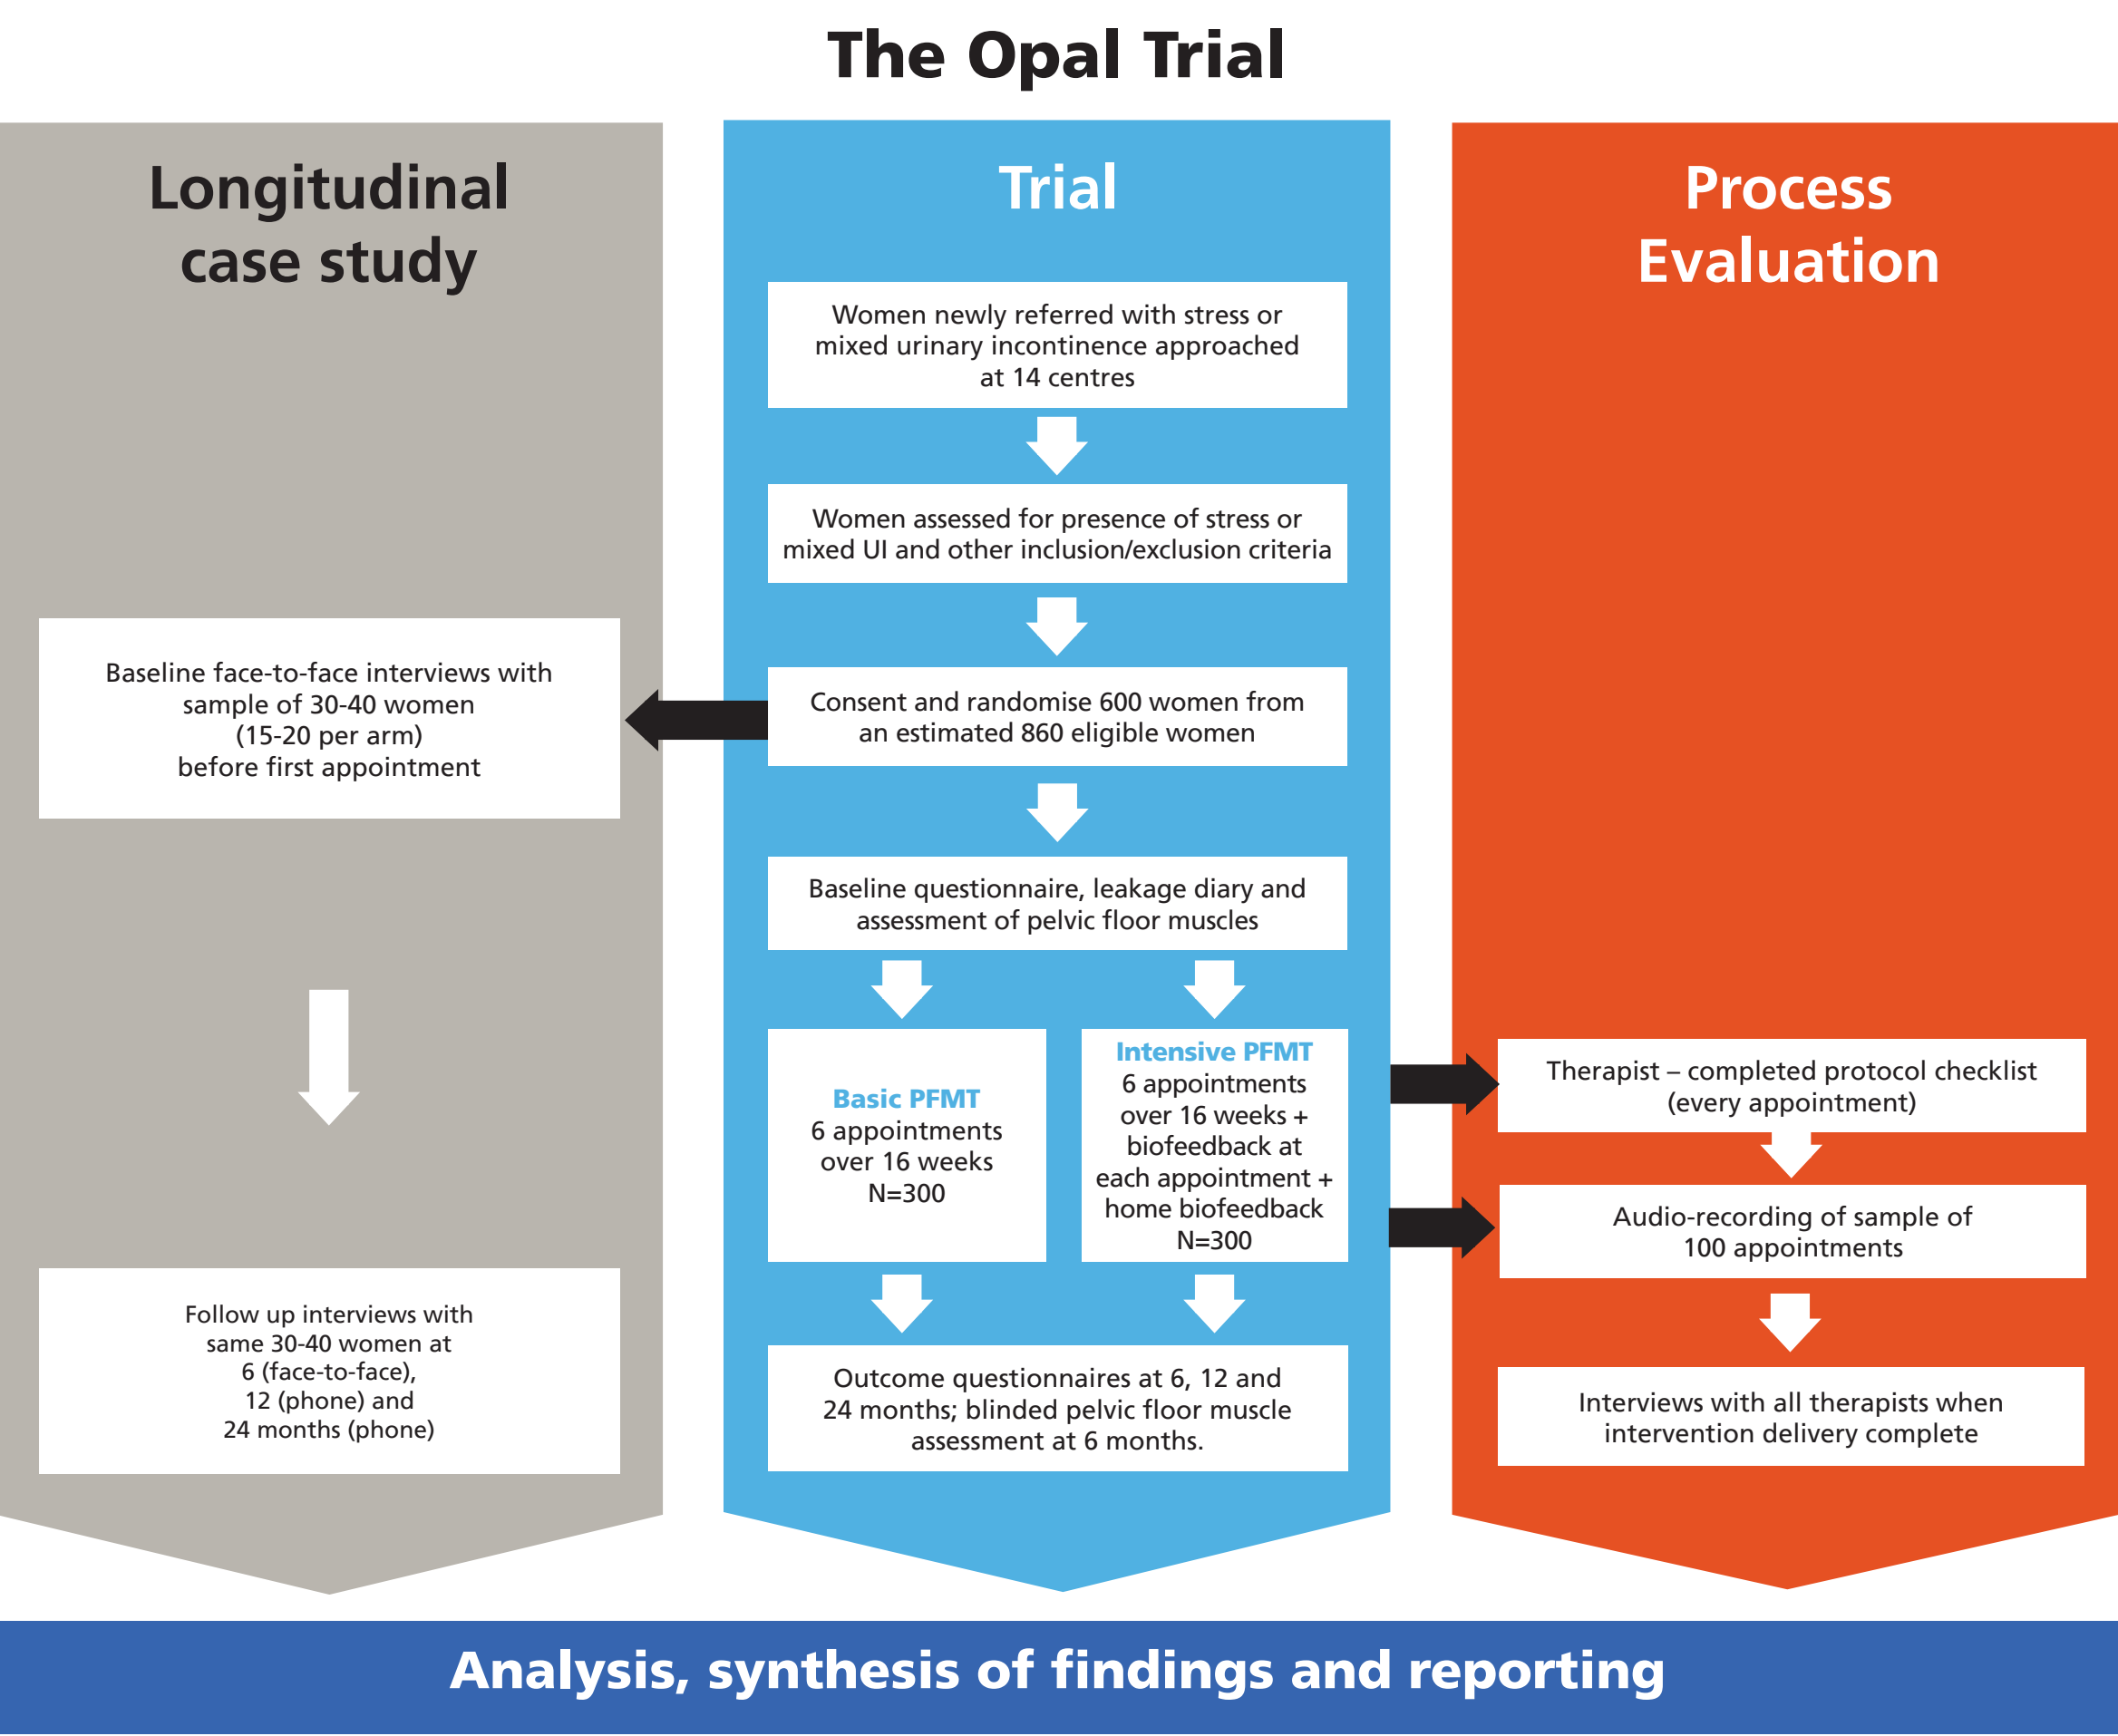 The Opal Trial
Longitudinal
case study
Baseline face-to-face interviews with
sample of 30-40 women
(15-20 per arm)
before first appointment
Follow up interviews with
same 30-40 women at
6 (face-to-face),
12 (phone) and
24 months (phone)
Trial
Women newly referred with stress or
mixed urinary incontinence approached
at 14 centres
Women assessed for presence of stress or
mixed UI and other inclusion/exclusion criteria
Consent and randomise 600 women from
an estimated 860 eligible women
Baseline questionnaire, leakage diary and
assessment of pelvic floor muscles
Basic PFMT
6 appointments
over 16 weeks
N=300
Intensive PFMT
6 appointments
over 16 weeks +
biofeedback at
each appointment +
home biofeedback
N=300
Outcome questionnaires at 6, 12 and
24 months; blinded pelvic floor muscle
assessment at 6 months.
Process
Evaluation
Therapist – completed protocol checklist
(every appointment)
Audio-recording of sample of
100 appointments
Interviews with all therapists when
intervention delivery complete
Analysis, synthesis of findings and reporting